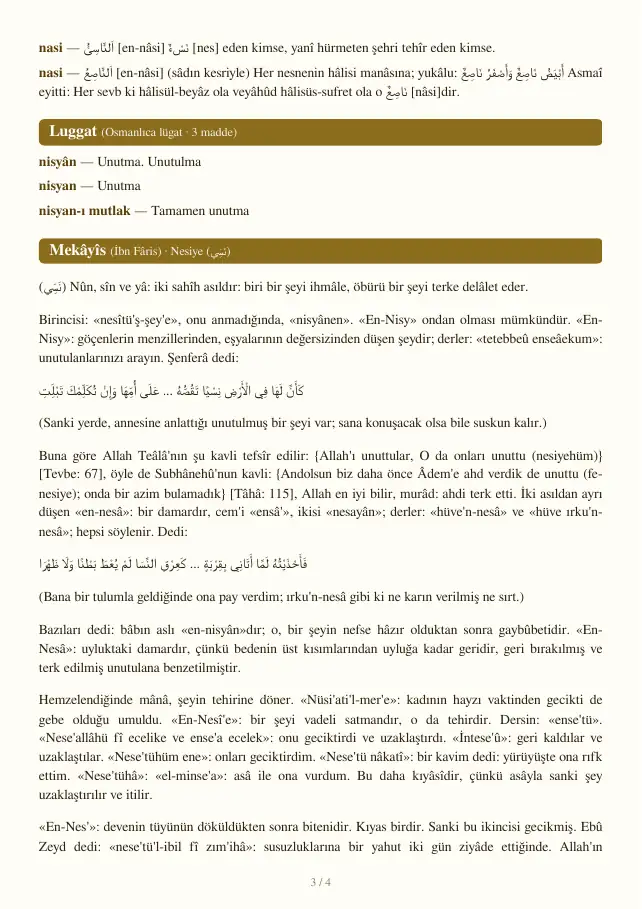 nasi — اَلنَّاسِئُ [en-nâsi] نَسْءٌ [nes] eden kimse, yanî hürmeten şehri tehîr eden kimse.
nasi — اَلنَّاصِعُ [en-nâsi] (sâdın kesriyle) Her nesnenin hâlisi manâsına; yukâlu: أَبْيَضُ نَاصِعٌ وَأَصْفَرُ نَاصِعٌ Asmaî
eyitti: Her sevb ki hâlisül-beyâz ola veyâhûd hâlisüs-sufret ola o نَاصِعٌ [nâsi]dir.
Luggat (Osmanlıca lügat · 3 madde)
nisyân — Unutma. Unutulma
nisyan — Unutma
nisyan-ı mutlak — Tamamen unutma
Mekâyîs (İbn Fâris) · Nesiye (نَسِيَ)
(نَسِيَ) Nûn, sîn ve yâ: iki sahîh asıldır: biri bir şeyi ihmâle, öbürü bir şeyi terke delâlet eder.
Birincisi: «nesîtü'ş-şey'e», onu anmadığında, «nisyânen». «En-Nisy» ondan olması mümkündür. «En-
Nisy»: göçenlerin menzillerinden, eşyalarının değersizinden düşen şeydir; derler: «tetebbeû enseâekum»:
unutulanlarınızı arayın. Şenferâ dedi:
كَأَنَّ لَهَا فِي الْأَرْضِ نِسْيًا تَقُصُّهُ ... عَلَى أُمِّهَا وَإِنْ تُكَلِّمْكَ تَبْلِتِ
(Sanki yerde, annesine anlattığı unutulmuş bir şeyi var; sana konuşacak olsa bile suskun kalır.)
Buna göre Allah Teâlâ'nın şu kavli tefsîr edilir: {Allah'ı unuttular, O da onları unuttu (nesiyehüm)}
[Tevbe: 67], öyle de Subhânehû'nun kavli: {Andolsun biz daha önce Âdem'e ahd verdik de unuttu (fe-
nesiye); onda bir azim bulamadık} [Tâhâ: 115], Allah en iyi bilir, murâd: ahdi terk etti. İki asıldan ayrı
düşen «en-nesâ»: bir damardır, cem'i «ensâ'», ikisi «nesayân»; derler: «hüve'n-nesâ» ve «hüve ırku'n-
nesâ»; hepsi söylenir. Dedi:
فَأَحْذَيْتُهُ لَمَّا أَتَانِي بِقِرْبَةٍ ... كَعِرْقِ النَّسَا لَمْ يُعْطَ بَطْنًا وَلَا ظَهْرَا
(Bana bir tulumla geldiğinde ona pay verdim; ırku'n-nesâ gibi ki ne karın verilmiş ne sırt.)
Bazıları dedi: bâbın aslı «en-nisyân»dır; o, bir şeyin nefse hâzır olduktan sonra gaybûbetidir. «En-
Nesâ»: uyluktaki damardır, çünkü bedenin üst kısımlarından uyluğa kadar geridir, geri bırakılmış ve
terk edilmiş unutulana benzetilmiştir.
Hemzelendiğinde mânâ, şeyin tehirine döner. «Nüsi'ati'l-mer'e»: kadının hayzı vaktinden gecikti de
gebe olduğu umuldu. «En-Nesî'e»: bir şeyi vadeli satmandır, o da tehirdir. Dersin: «ense'tü».
«Nese'allâhü fî ecelike ve ense'a ecelek»: onu geciktirdi ve uzaklaştırdı. «İntese'û»: geri kaldılar ve
uzaklaştılar. «Nese'tühüm ene»: onları geciktirdim. «Nese'tü nâkatî»: bir kavim dedi: yürüyüşte ona rıfk
ettim. «Nese'tühâ» «el-minse'a»: asâ ile ona vurdum. Bu daha kıyâsîdir, çünkü asâyla sanki şey
uzaklaştırılır ve itilir.
«En-Nes'»: devenin tüyünün döküldükten sonra bitenidir. Kıyas birdir. Sanki bu ikincisi gecikmiş. Ebû
Zeyd dedi: «nese'tü'l-ibil fî zım'ihâ»: susuzluklarına bir yahut iki gün ziyâde ettiğinde. Allah'ın
3 / 4